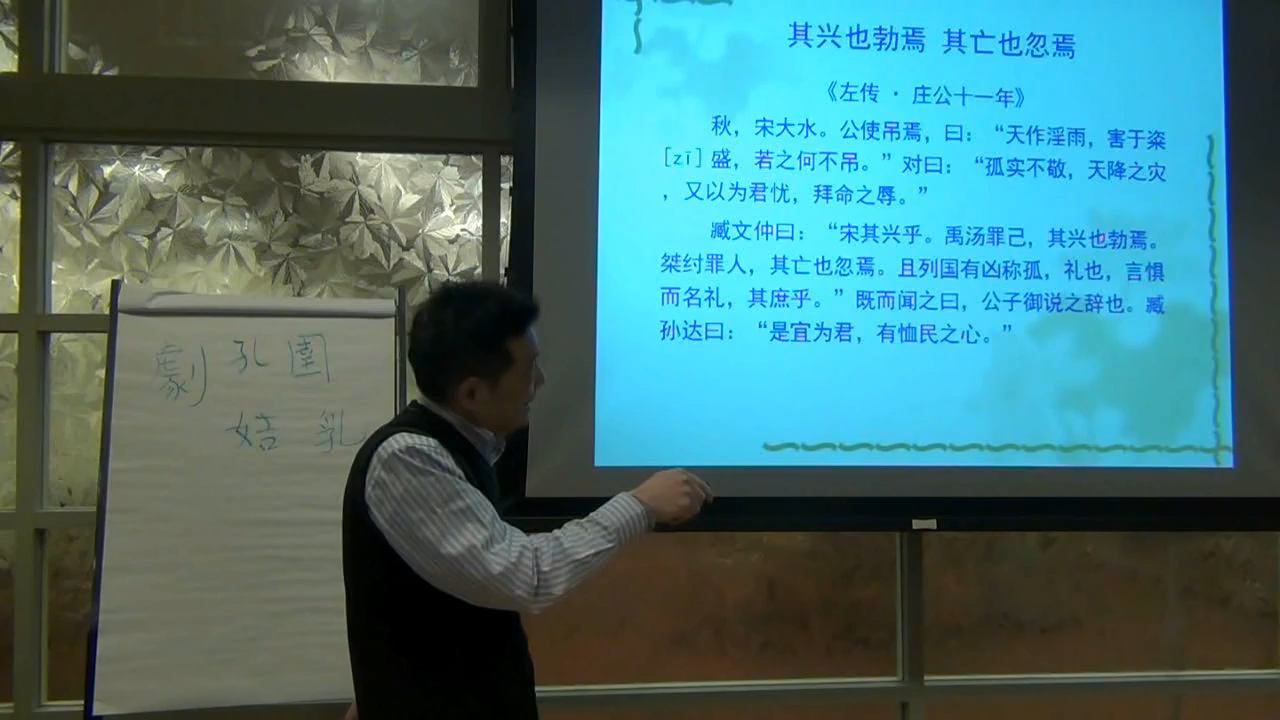 其兴也勃焉 其亡也忽焉
《左传 · 庄公十一年》
秋，宋大水。公使吊焉，曰：“天作淫雨，害于粢
[zī]盛，若之何不吊。”对曰：“孤实不敬，天降之灾
，又以为君忧，拜命之辱。”
臧文仲曰：“宋其兴乎。禹汤罪己，其兴也勃焉。
桀纣罪人，其亡也忽焉。且列国有凶称孤，礼也，言惧
而名礼，其庶乎。”既而闻之曰，公子御说之辞也。臧
孙达曰：“是宜为君，有恤民之心。”
劇 孔 圉
姞 乳